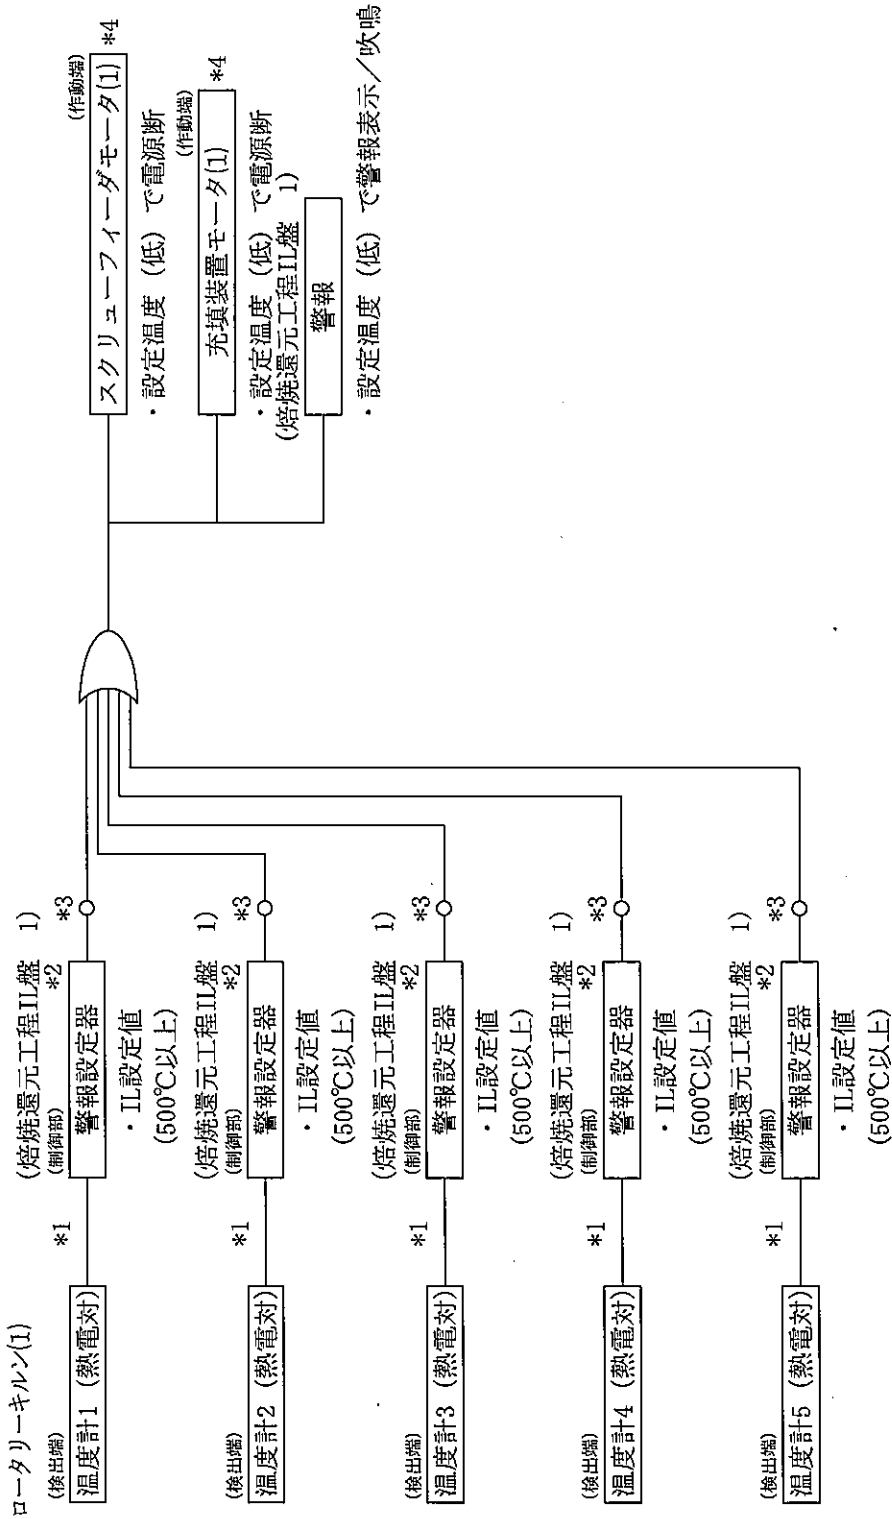 ロータリーキルン(1)
(検出端)
温度計1 (熱電対)
*1
(焙焼還元工程IL盤 1)
(制御部)
*2
警報設定器
*3
・IL設定値
(500℃以上)
(検出端)
温度計2 (熱電対)
*1
(焙焼還元工程IL盤 1)
(制御部)
*2
警報設定器
*3
・IL設定値
(500℃以上)
(検出端)
温度計3 (熱電対)
*1
(焙焼還元工程IL盤 1)
(制御部)
*2
警報設定器
*3
・IL設定値
(500℃以上)
(検出端)
温度計4 (熱電対)
*1
(焙焼還元工程IL盤 1)
(制御部)
*2
警報設定器
*3
・IL設定値
(500℃以上)
(検出端)
温度計5 (熱電対)
*1
(焙焼還元工程IL盤 1)
(制御部)
*2
警報設定器
*3
・IL設定値
(500℃以上)
(作動端)
スクリューフィーダモータ(1)
*4
・設定温度 (低) で電源断
(作動端)
充填装置モータ(1)
*4
・設定温度 (低) で電源断
(焙焼還元工程IL盤 1)
警報
・設定温度 (低) で警報表示/吹鳴